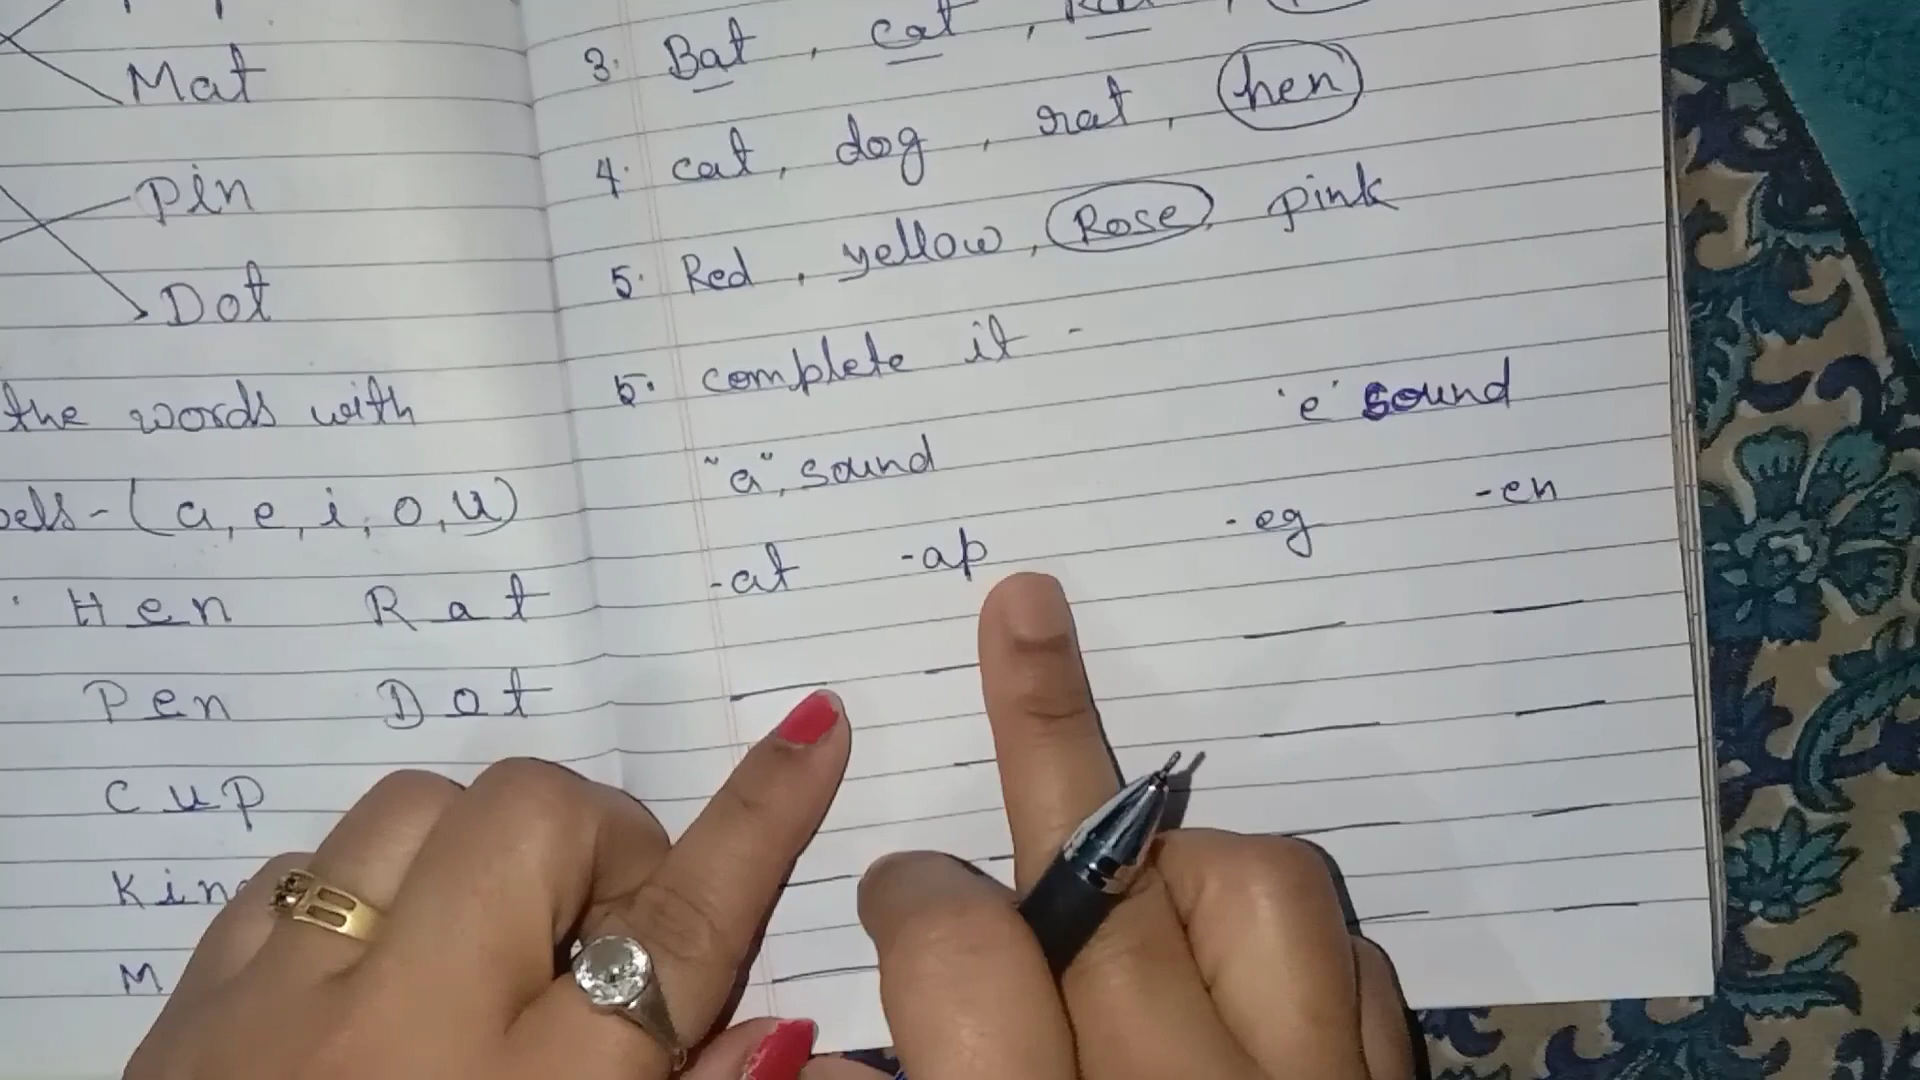 Mat
Pin
Dot
the words with
els - (a, e, i, o, u)
Hen Rat
Pen Dot
Cup
Kin
M
3. Bat, cat,
4. cat, dog, rat, hen
5. Red, yellow, Rose, pink
5. complete it -
"a", sound 'e' sound
-at -ap -eg -en